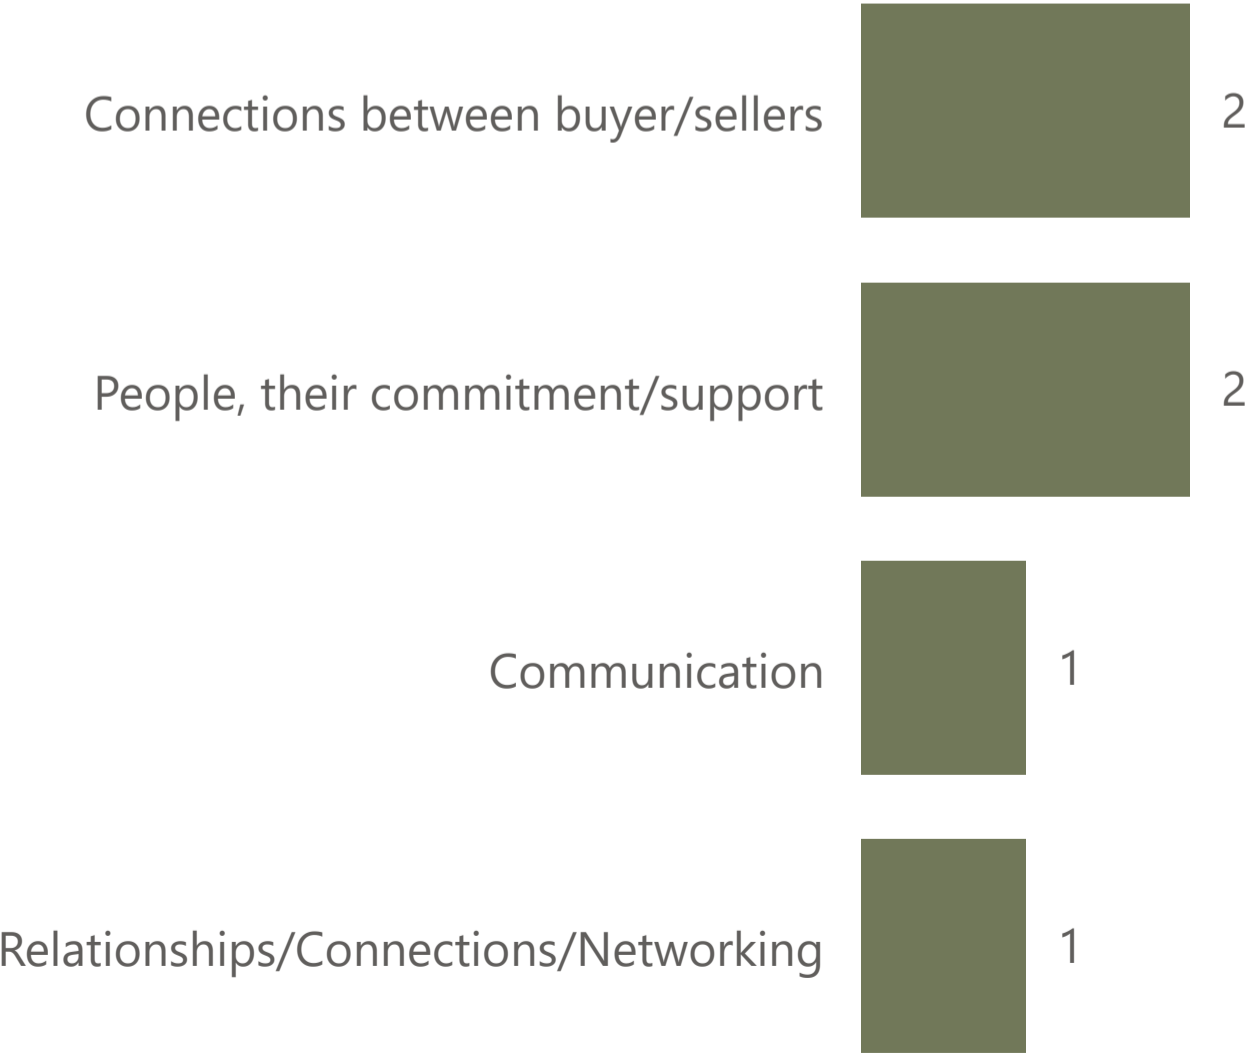 Connections between buyer/sellers 2
People, their commitment/support 2
Communication 1
Relationships/Connections/Networking 1